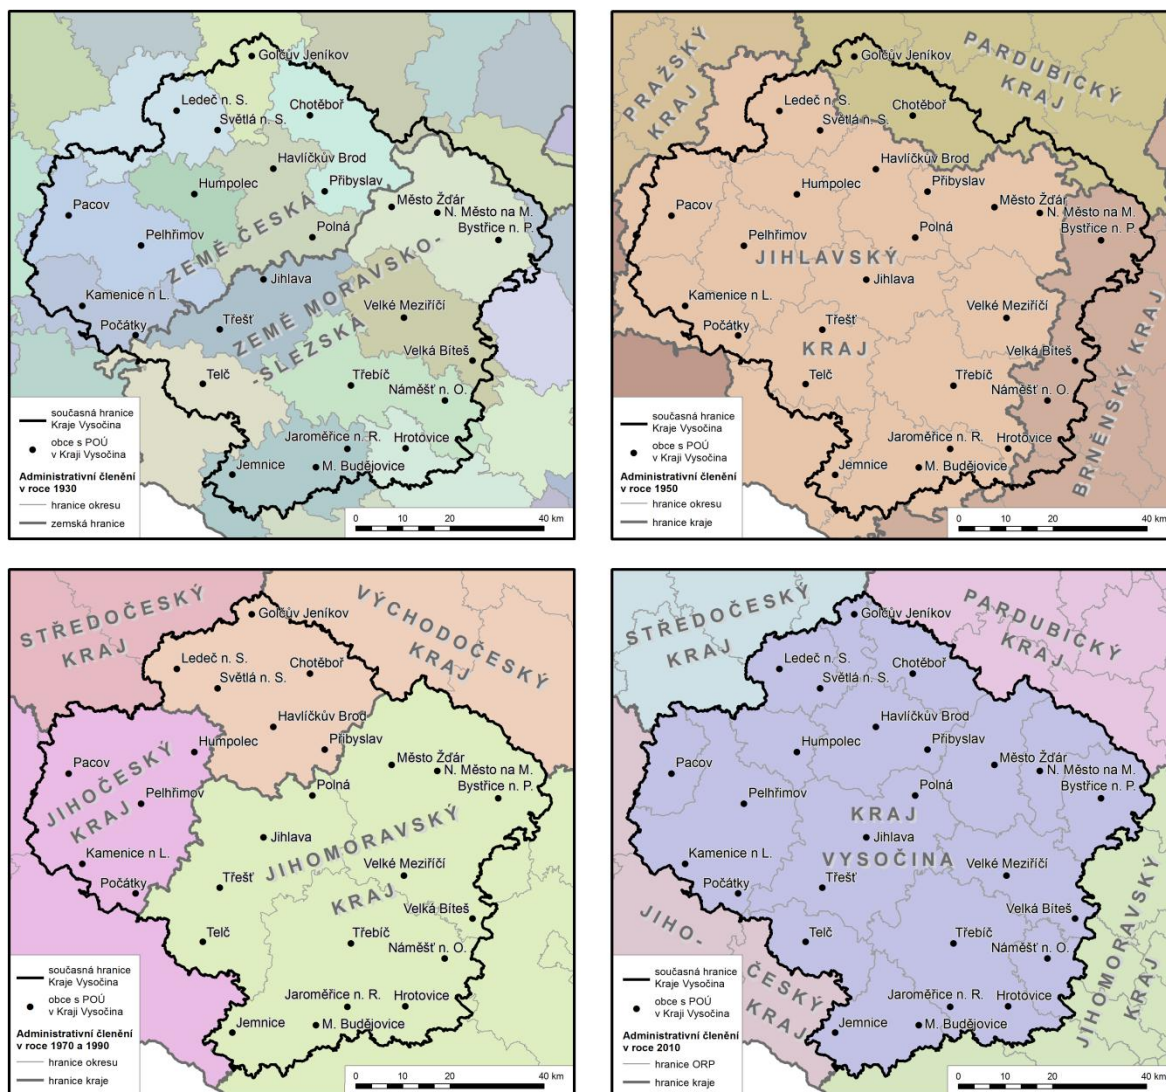 Golčův Jeníkov
Ledeč n. S.
Chotěboř
Světlá n. S.
Havlíčkův Brod
Humpolec
Přibyslav
Město Žďár
Pacov
N. Město na M.
Bystřice n. P.
Polná
Pelhřimov
ZEMĚ ČESKÁ
Jihlava
ZEMĚ MORAVSKO-
-SLEZSKÁ
Kamenice n L.
Velké Meziříčí
Počátky
Třešť
Velká Bíteš
Telč
Třebíč
Náměšť n. O.
Jaroměřice n. R.
Hrotovice
Jemnice
M. Budějovice
současná hranice
Kraje Vysočina
obce s POÚ
v Kraji Vysočina
Administrativní členění
v roce 1930
hranice okresu
zemská hranice
0 10 20 40 km
PRAŽSKÝ
KRAJ
PARDUBICKÝ
KRAJ
Golčův Jeníkov
Ledeč n. S.
Chotěboř
Světlá n. S.
Havlíčkův Brod
Humpolec
Přibyslav
Město Žďár
Pacov
N. Město na M.
Bystřice n. P.
Polná
Pelhřimov
JIHLAVSKÝ
KRAJ
Jihlava
Kamenice n L.
Velké Meziříčí
Počátky
Třešť
Velká Bíteš
Telč
Třebíč
Náměšť n. O.
BRNĚNSKÝ KRAJ
Jaroměřice n. R.
Hrotovice
Jemnice
M. Budějovice
současná hranice
Kraje Vysočina
obce s POÚ
v Kraji Vysočina
Administrativní členění
v roce 1950
hranice okresu
hranice kraje
0 10 20 40 km
STŘEDOČESKÝ
KRAJ
VÝCHODOČESKÝ
KRAJ
Golčův Jeníkov
Ledeč n. S.
Chotěboř
Světlá n. S.
Havlíčkův Brod
Humpolec
Přibyslav
Město Žďár
Pacov
N. Město na M.
Bystřice n. P.
JIHOČESKÝ
KRAJ
Polná
Pelhřimov
Jihlava
JIHOMORAVSKÝ
KRAJ
Kamenice n L.
Velké Meziříčí
Počátky
Třešť
Velká Bíteš
Telč
Třebíč
Náměšť n. O.
Jaroměřice n. R.
Hrotovice
Jemnice
M. Budějovice
současná hranice
Kraje Vysočina
obce s POÚ
v Kraji Vysočina
Administrativní členění
v roce 1970 a 1990
hranice okresu
hranice kraje
0 10 20 40 km
STŘEDOČESKÝ
KRAJ
PARDUBICKÝ
KRAJ
Golčův Jeníkov
Ledeč n. S.
Chotěboř
Světlá n. S.
Havlíčkův Brod
Humpolec
Přibyslav
Město Žďár
Pacov
N. Město na M.
Bystřice n. P.
Polná
Pelhřimov
KRAJ
VYSOČINA
Jihlava
Kamenice n L.
Velké Meziříčí
Počátky
Třešť
Velká Bíteš
JIHO-
ČESKÝ
KRAJ
Telč
Třebíč
Náměšť n. O.
JIHOMORAVSKÝ
KRAJ
Jaroměřice n. R.
Hrotovice
Jemnice
M. Budějovice
současná hranice
Kraje Vysočina
obce s POÚ
v Kraji Vysočina
Administrativní členění
v roce 2010
hranice ORP
hranice kraje
0 10 20 40 km